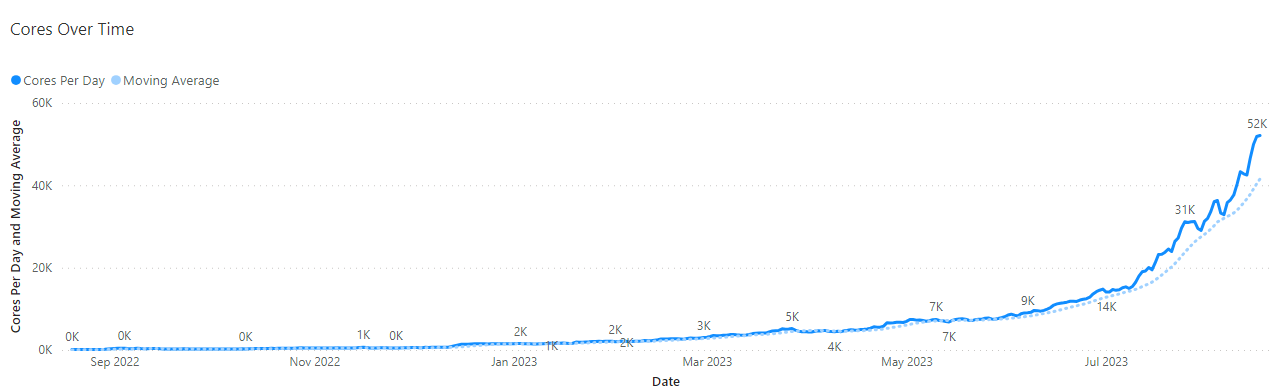 Cores Over Time
Cores Per Day Moving Average
60K
40K
20K
0K
Cores Per Day and Moving Average
0K
0K
0K
1K
0K
2K
1K
2K
2K
3K
5K
4K
7K
7K
9K
14K
31K
52K
Sep 2022
Nov 2022
Jan 2023
Mar 2023
May 2023
Jul 2023
Date